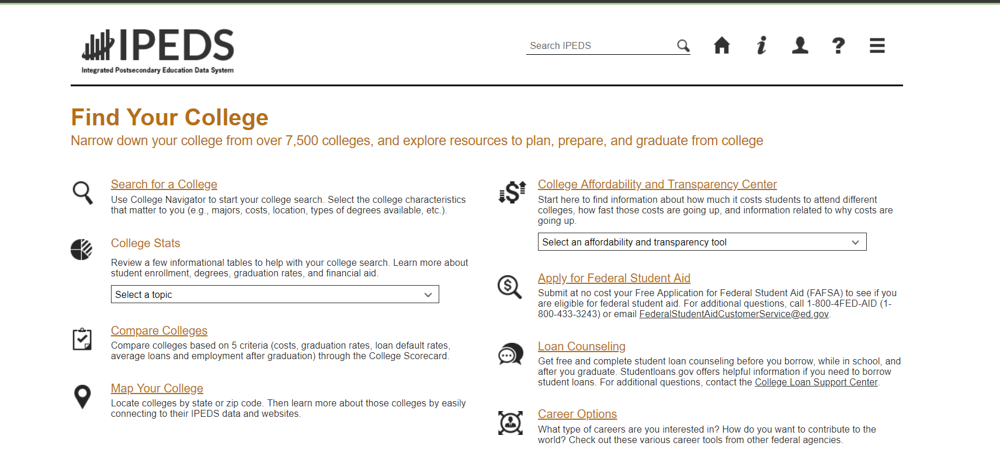 IPEDS
Integrated Postsecondary Education Data System
Search IPEDS
Find Your College
Narrow down your college from over 7,500 colleges, and explore resources to plan, prepare, and graduate from college
Search for a College
Use College Navigator to start your college search. Select the college characteristics
that matter to you (e.g., majors, costs, location, types of degrees available, etc.).
College Stats
Review a few informational tables to help with your college search. Learn more about
student enrollment, degrees, graduation rates, and financial aid.
Select a topic
Compare Colleges
Compare colleges based on 5 criteria (costs, graduation rates, loan default rates,
average loans and employment after graduation) through the College Scorecard.
Map Your College
Locate colleges by state or zip code. Then learn more about those colleges by easily
connecting to their IPEDS data and websites.
College Affordability and Transparency Center
Start here to find information about how much it costs students to attend different
colleges, how fast those costs are going up, and information related to why costs are
going up.
Select an affordability and transparency tool
Apply for Federal Student Aid
Submit at no cost your Free Application for Federal Student Aid (FAFSA) to see if you
are eligible for federal student aid. For additional questions, call 1-800-4FED-AID (1-
800-433-3243) or email FederalStudentAidCustomerService@ed.gov.
Loan Counseling
Get free and complete student loan counseling before you borrow, while in school, and
after you graduate. Studentloans.gov offers helpful information if you need to borrow
student loans. For additional questions, contact the College Loan Support Center.
Career Options
What type of careers are you interested in? How do you want to contribute to the
world? Check out these various career tools from other federal agencies.